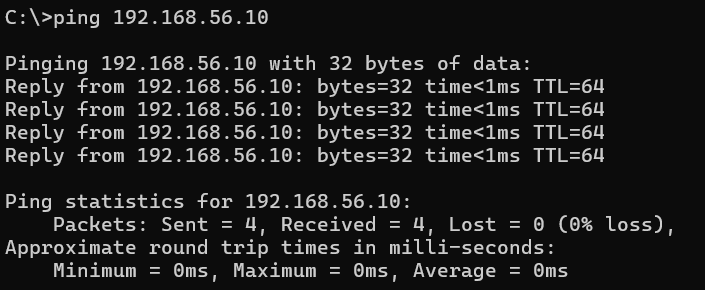 C:\>ping 192.168.56.10
Pinging 192.168.56.10 with 32 bytes of data:
Reply from 192.168.56.10: bytes=32 time<1ms TTL=64
Reply from 192.168.56.10: bytes=32 time<1ms TTL=64
Reply from 192.168.56.10: bytes=32 time<1ms TTL=64
Reply from 192.168.56.10: bytes=32 time<1ms TTL=64
Ping statistics for 192.168.56.10:
    Packets: Sent = 4, Received = 4, Lost = 0 (0% loss),
Approximate round trip times in milli-seconds:
    Minimum = 0ms, Maximum = 0ms, Average = 0ms